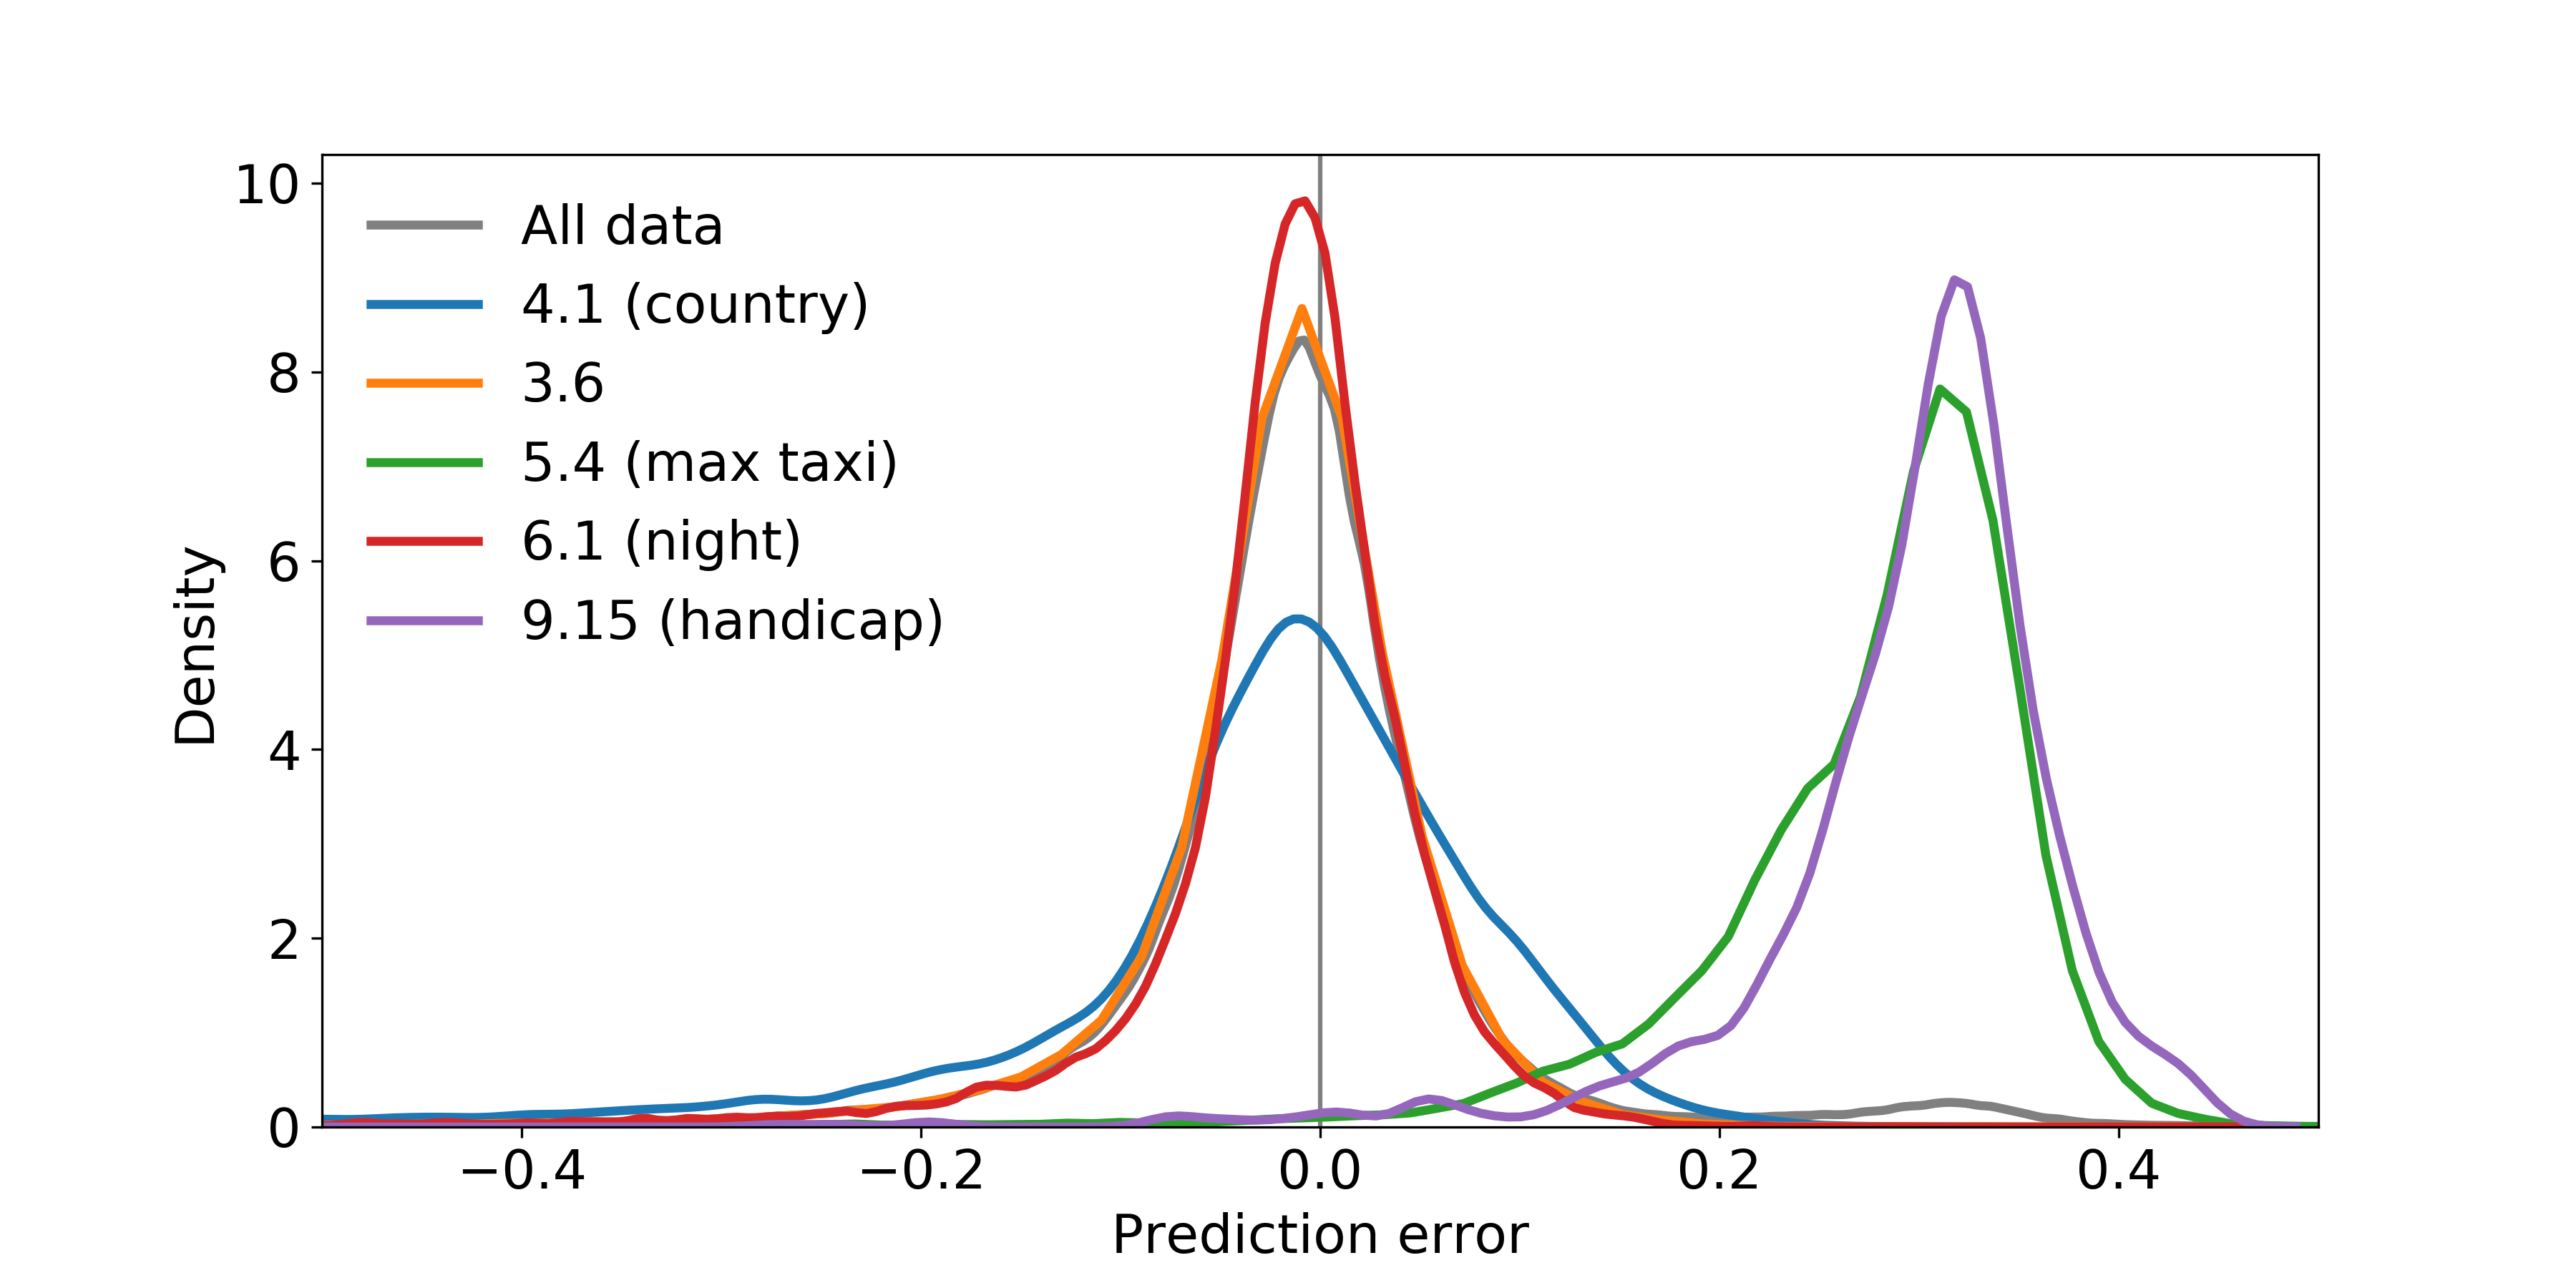 All data
4.1 (country)
3.6
5.4 (max taxi)
6.1 (night)
9.15 (handicap)
Density
10
8
6
4
2
0
−0.4 −0.2 0.0 0.2 0.4
Prediction error